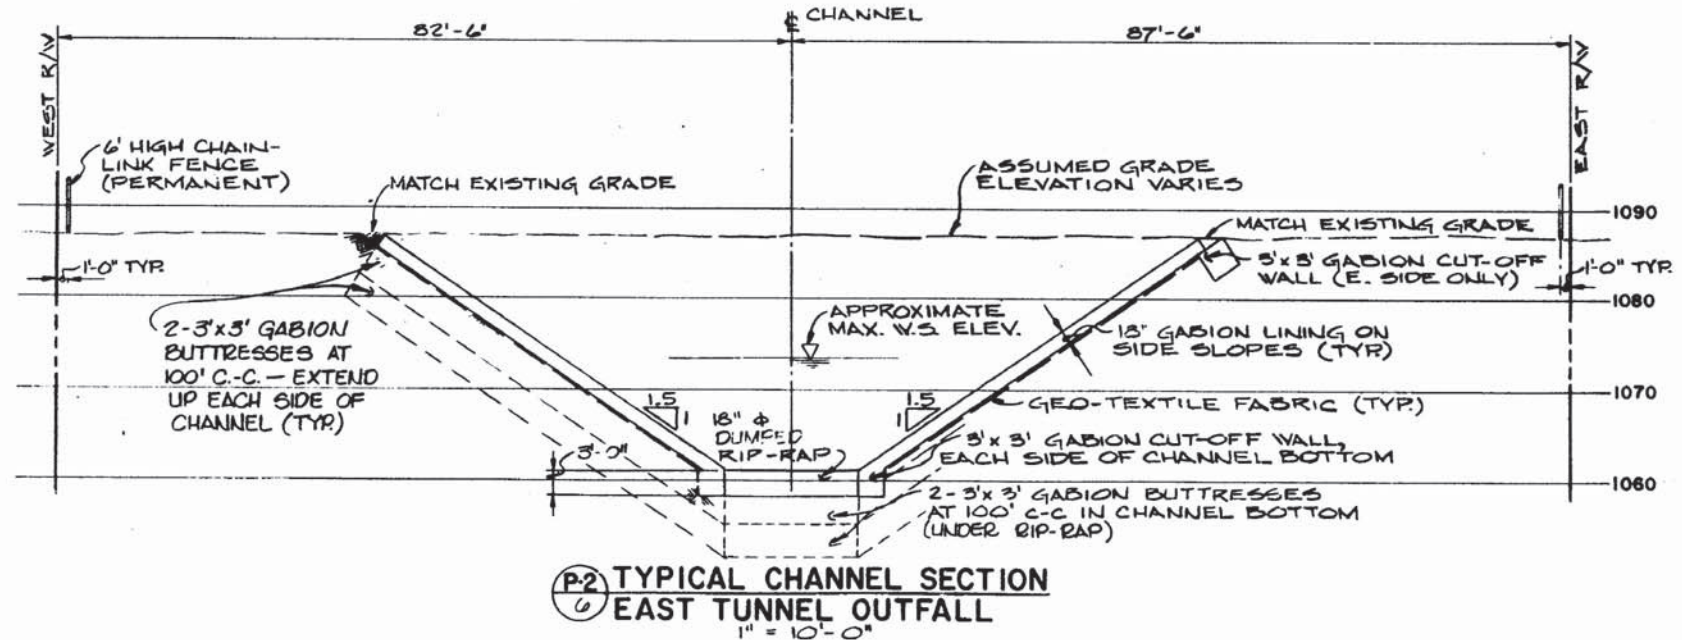 ℄ CHANNEL
82'-6"
87'-6"
WEST R/W
EAST R/W
6' HIGH CHAIN-
LINK FENCE
(PERMANENT)
MATCH EXISTING GRADE
ASSUMED GRADE
ELEVATION VARIES
1090
MATCH EXISTING GRADE
3'x3' GABION CUT-OFF
WALL (E. SIDE ONLY)
1'-0" TYP.
1'-0" TYP.
1080
2-3'x3' GABION
BUTTRESSES AT
100' C.-C. — EXTEND
UP EACH SIDE OF
CHANNEL (TYP.)
APPROXIMATE
MAX. W.S. ELEV.
18" GABION LINING ON
SIDE SLOPES (TYP)
1070
1.5
1
1.5
1
GEO-TEXTILE FABRIC (TYP.)
18" ϕ
DUMPED
RIP-RAP
3'-0"
3'x3' GABION CUT-OFF WALL,
EACH SIDE OF CHANNEL BOTTOM
1060
2-3'x3' GABION BUTTRESSES
AT 100' C-C IN CHANNEL BOTTOM
(UNDER RIP-RAP)
P-2
6
TYPICAL CHANNEL SECTION
EAST TUNNEL OUTFALL
1" = 10'-0"